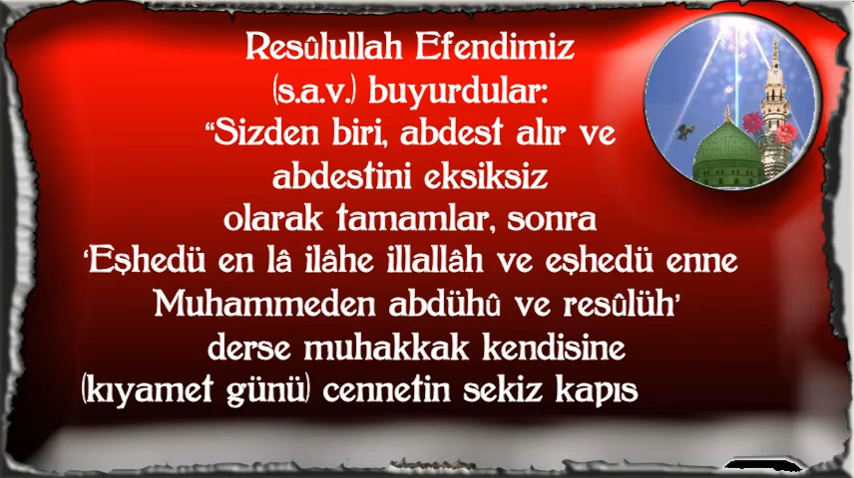 Resûlullah Efendimiz
(s.a.v.) buyurdular:
“Sizden biri, abdest alır ve
abdestini eksiksiz
olarak tamamlar, sonra
‘Eşhedü en lâ ilâhe illallâh ve eşhedü enne
Muhammeden abdühû ve resûlüh’
derse muhakkak kendisine
(kıyamet günü) cennetin sekiz kapıs